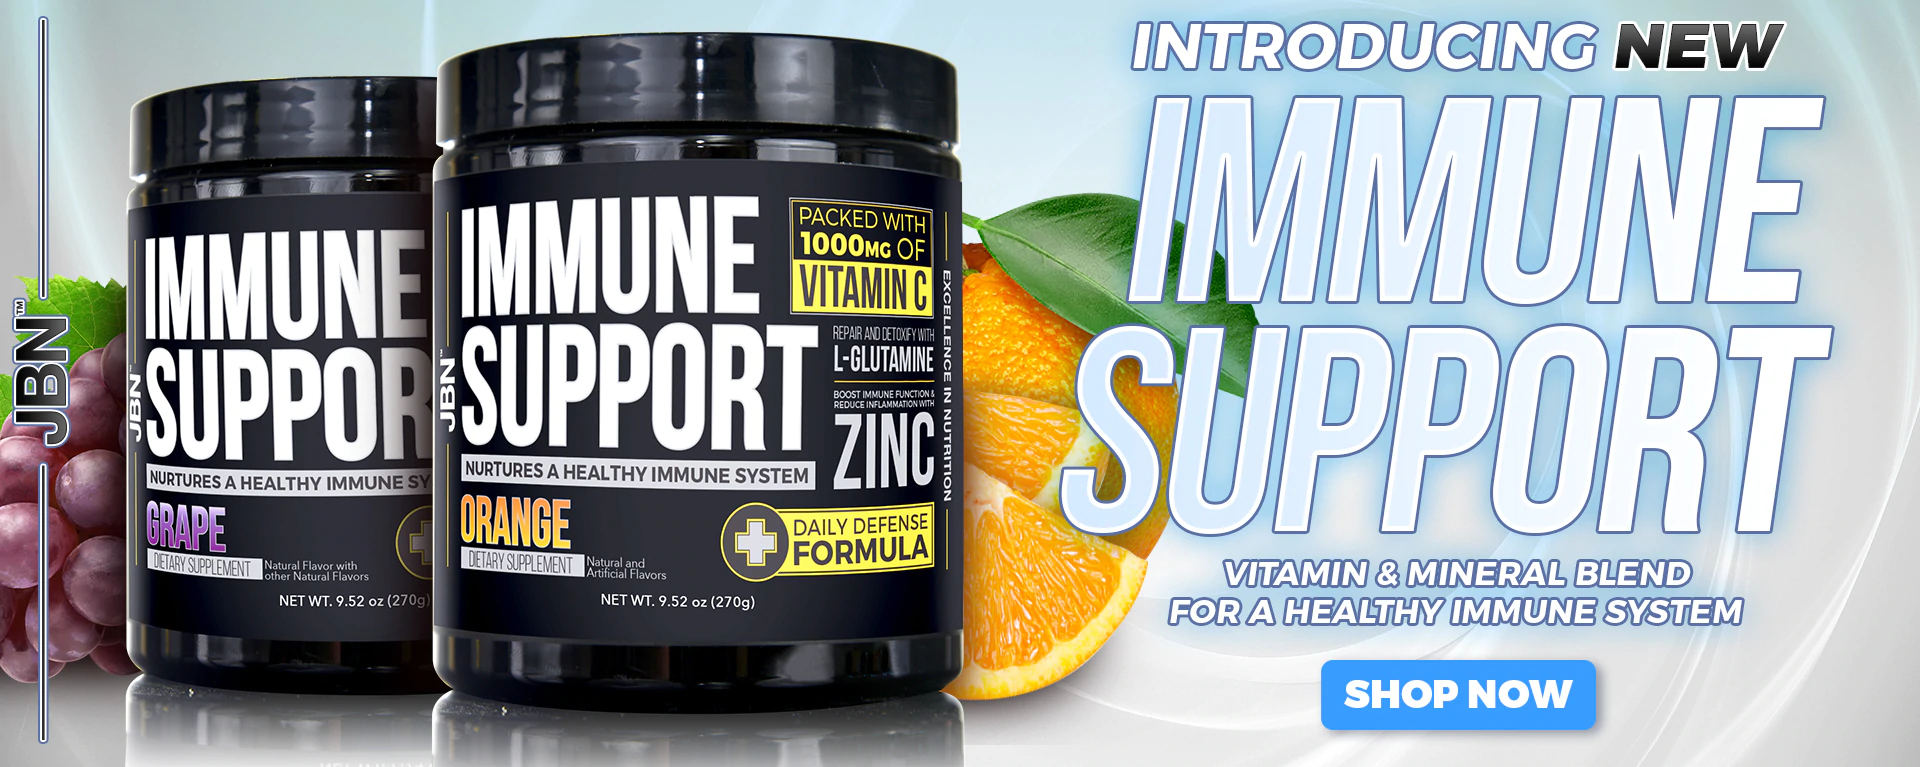 JBN™
IMMUNE
SUPPOR
JBN™
NURTURES A HEALTHY IMMUNE SY
GRAPE
DIETARY SUPPLEMENT
Natural Flavor with
other Natural Flavors
NET WT. 9.52 oz (270g)
IMMUNE
SUPPORT
JBN™
NURTURES A HEALTHY IMMUNE SYSTEM
ORANGE
DIETARY SUPPLEMENT
Natural and
Artificial Flavors
NET WT. 9.52 oz (270g)
PACKED WITH
1000MG OF
VITAMIN C
REPAIR AND DETOXIFY WITH
L-GLUTAMINE
BOOST IMMUNE FUNCTION &
REDUCE INFLAMMATION WITH
ZINC
DAILY DEFENSE
FORMULA
EXCELLENCE IN NUTRITION
INTRODUCING NEW
IMMUNE
SUPPORT
VITAMIN & MINERAL BLEND
FOR A HEALTHY IMMUNE SYSTEM
SHOP NOW